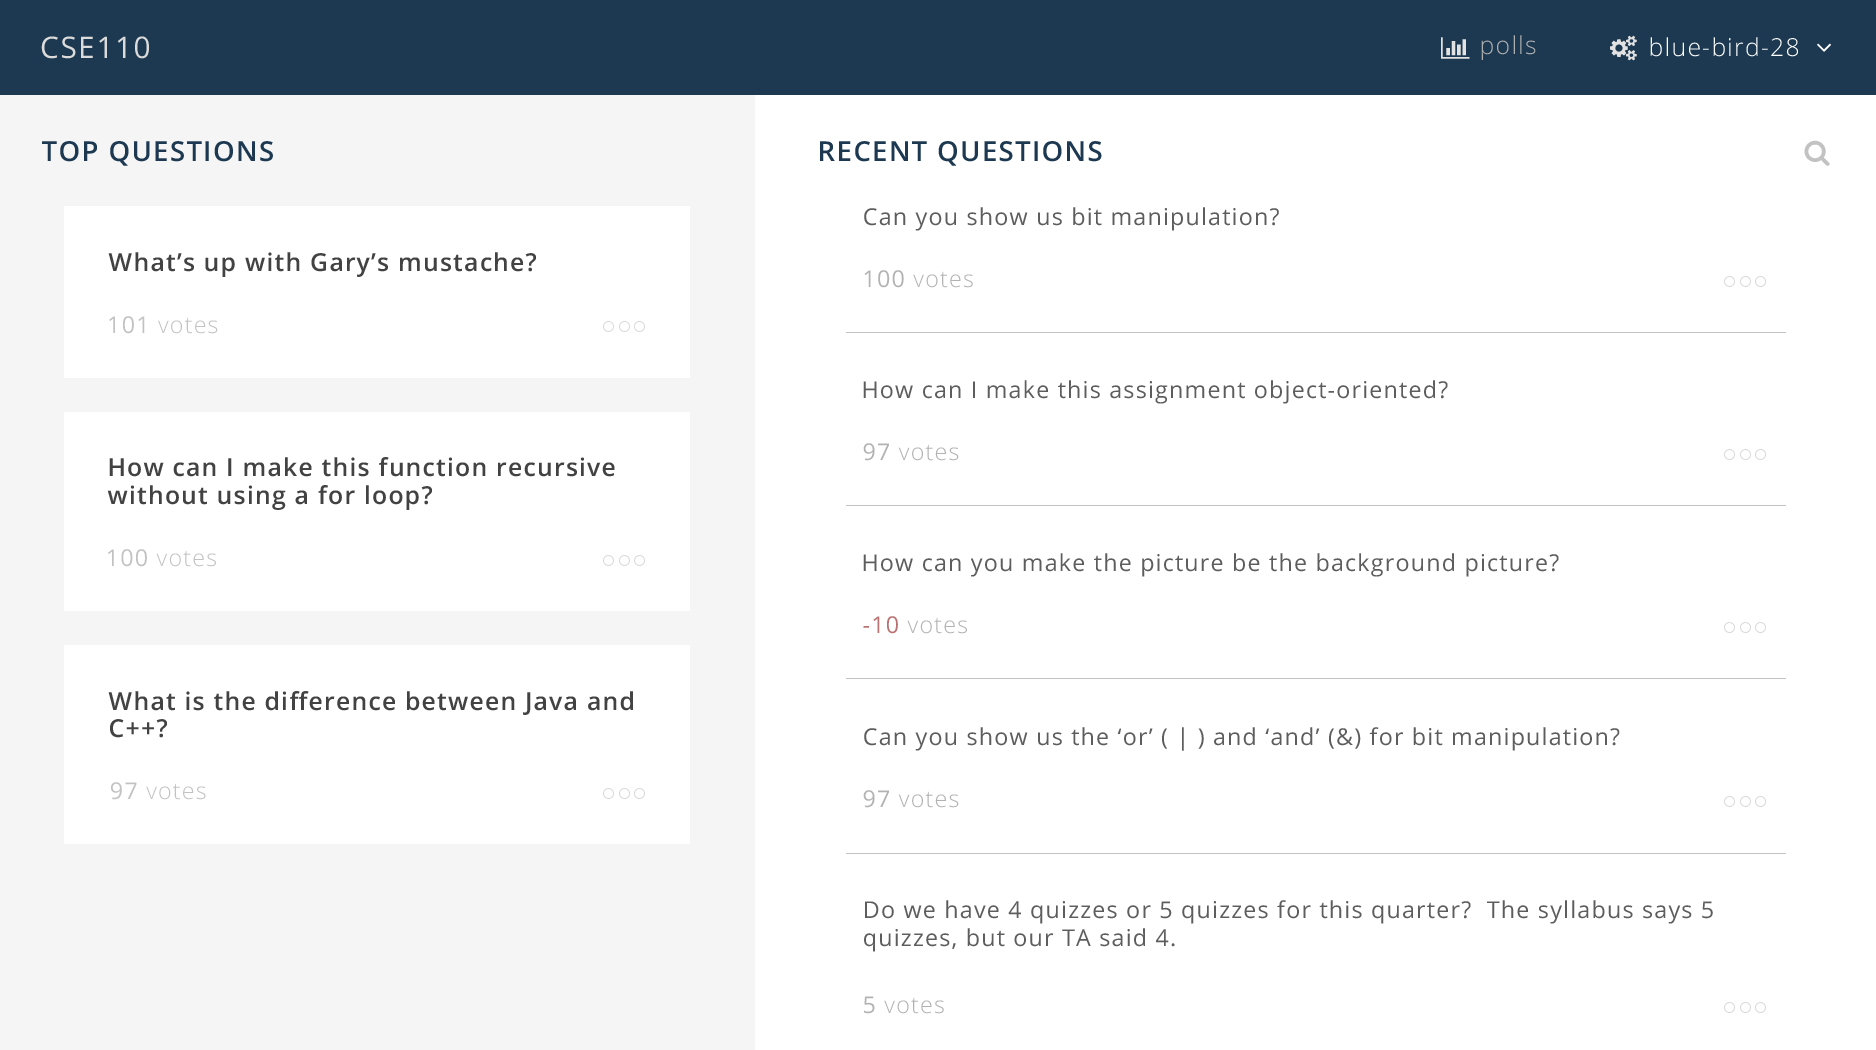 CSE110
polls
blue-bird-28
TOP QUESTIONS
What’s up with Gary’s mustache?
101 votes
How can I make this function recursive
without using a for loop?
100 votes
What is the difference between Java and
C++?
97 votes
RECENT QUESTIONS
Can you show us bit manipulation?
100 votes
How can I make this assignment object-oriented?
97 votes
How can you make the picture be the background picture?
-10 votes
Can you show us the ‘or’ ( | ) and ‘and’ (&) for bit manipulation?
97 votes
Do we have 4 quizzes or 5 quizzes for this quarter?  The syllabus says 5
quizzes, but our TA said 4.
5 votes